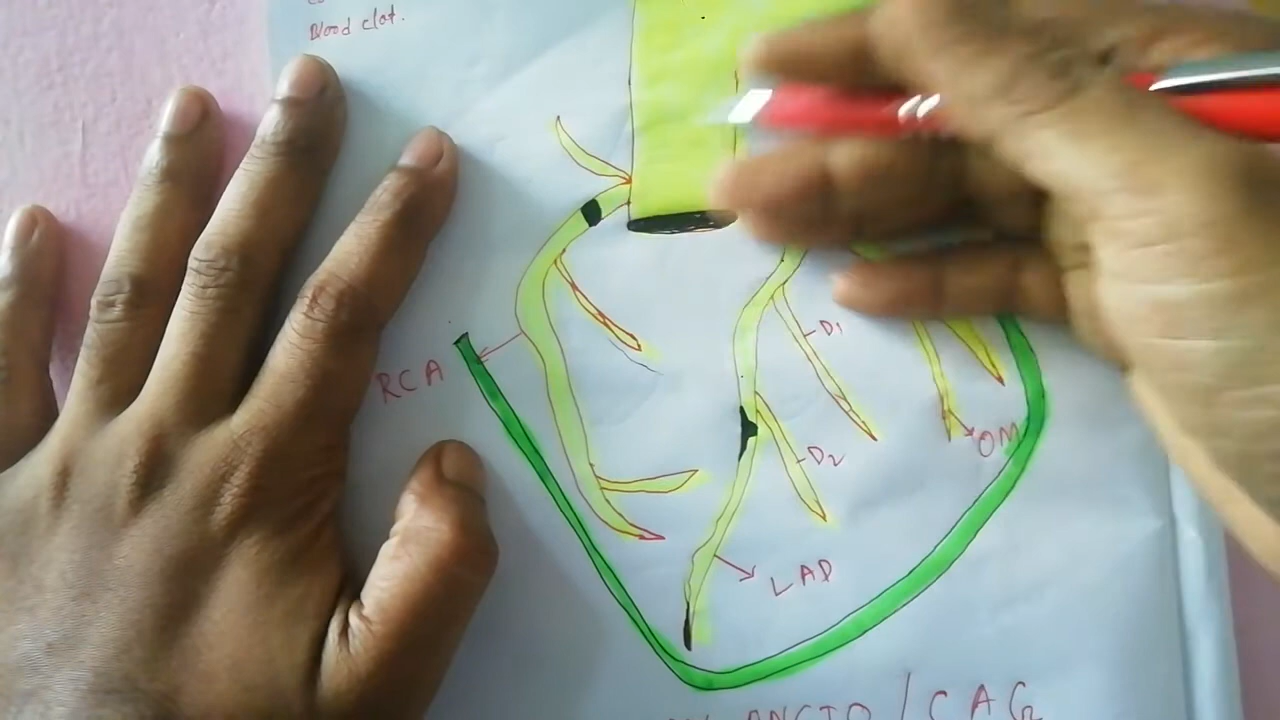 Blood clot.
RCA
D1
D2
OM
LAD
ANGIO / CAG